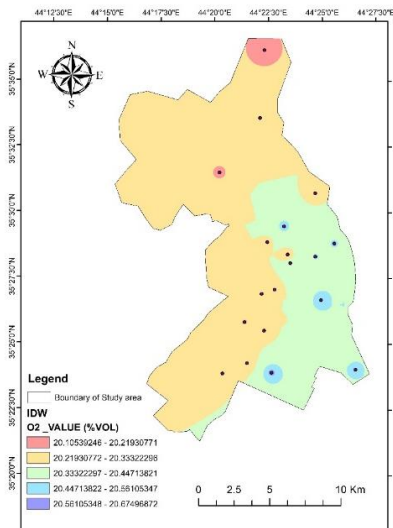 44°12'30"E 44°15'0"E 44°17'30"E 44°20'0"E 44°22'30"E 44°25'0"E 44°27'30"E
N
W E
S
35°35'0"N
35°32'30"N
35°30'0"N
35°27'30"N
35°25'0"N
35°22'30"N
35°20'0"N
Legend
Boundary of Study area
IDW
O2 _VALUE (%VOL)
20.10539246 - 20.21930771
20.21930772 - 20.33322296
20.33322297 - 20.44713821
20.44713822 - 20.56105347
20.56105348 - 20.67496872
0 2.5 5 10 Km